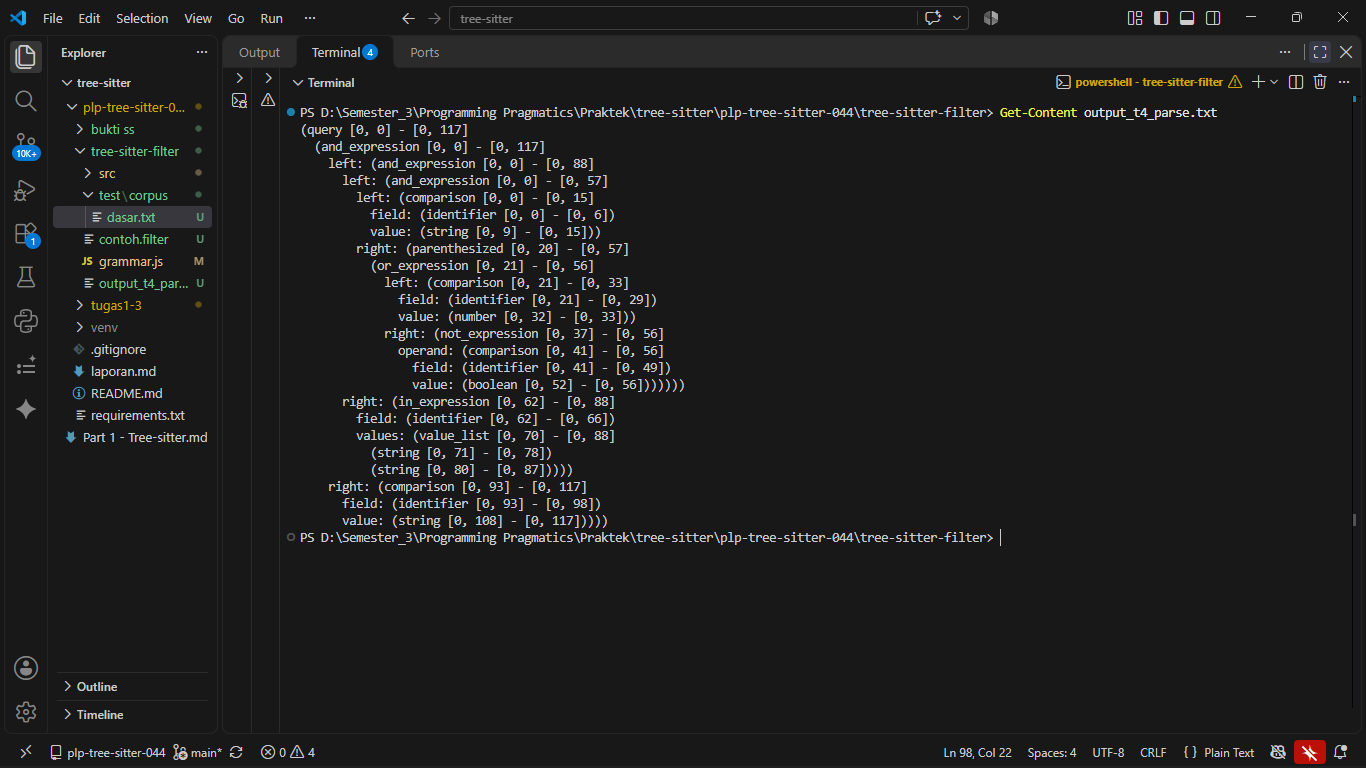 File Edit Selection View Go Run ···
tree-sitter
Explorer ···
Output Terminal 4 Ports ···
tree-sitter
plp-tree-sitter-0...
bukti ss
tree-sitter-filter
src
test\corpus
dasar.txt U
contoh.filter U
JS grammar.js M
output_t4_par... U
tugas1-3
venv
.gitignore
laporan.md
README.md
requirements.txt
Part 1 - Tree-sitter.md
Outline
Timeline
10K+
1
Terminal
powershell - tree-sitter-filter
PS D:\Semester_3\Programming Pragmatics\Praktek\tree-sitter\plp-tree-sitter-044\tree-sitter-filter> Get-Content output_t4_parse.txt
(query [0, 0] - [0, 117]
  (and_expression [0, 0] - [0, 117]
    left: (and_expression [0, 0] - [0, 88]
      left: (and_expression [0, 0] - [0, 57]
        left: (comparison [0, 0] - [0, 15]
          field: (identifier [0, 0] - [0, 6])
          value: (string [0, 9] - [0, 15]))
        right: (parenthesized [0, 20] - [0, 57]
          (or_expression [0, 21] - [0, 56]
            left: (comparison [0, 21] - [0, 33]
              field: (identifier [0, 21] - [0, 29])
              value: (number [0, 32] - [0, 33]))
            right: (not_expression [0, 37] - [0, 56]
              operand: (comparison [0, 41] - [0, 56]
                field: (identifier [0, 41] - [0, 49])
                value: (boolean [0, 52] - [0, 56])))))))
      right: (in_expression [0, 62] - [0, 88]
        field: (identifier [0, 62] - [0, 66])
        values: (value_list [0, 70] - [0, 88]
          (string [0, 71] - [0, 78])
          (string [0, 80] - [0, 87]))))
    right: (comparison [0, 93] - [0, 117]
      field: (identifier [0, 93] - [0, 98])
      value: (string [0, 108] - [0, 117]))))
PS D:\Semester_3\Programming Pragmatics\Praktek\tree-sitter\plp-tree-sitter-044\tree-sitter-filter>
plp-tree-sitter-044 main* 0 4 Ln 98, Col 22 Spaces: 4 UTF-8 CRLF {} Plain Text